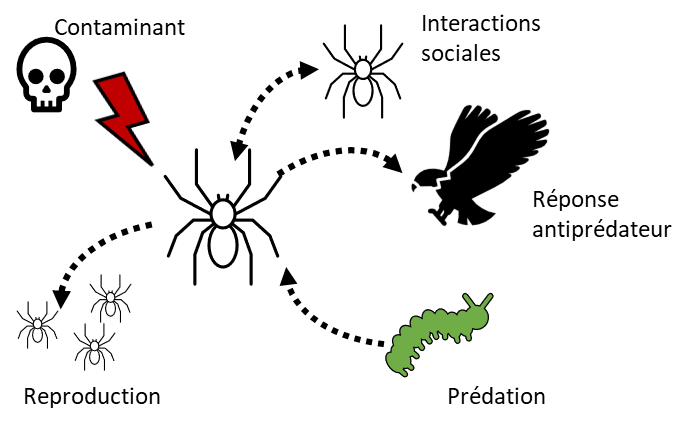 Contaminant
Interactions
sociales
Réponse
antiprédateur
Reproduction
Prédation